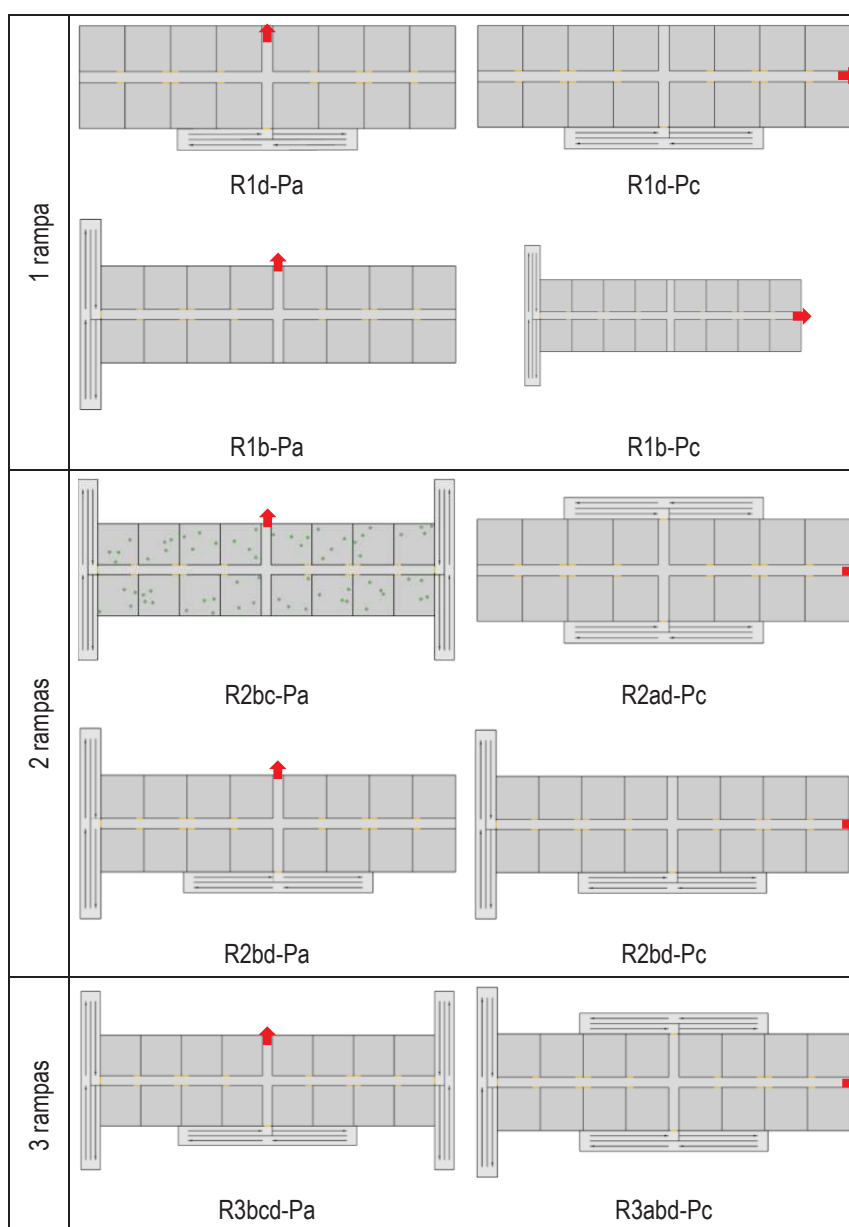 1 rampa
R1d-Pa
R1d-Pc
R1b-Pa
R1b-Pc
2 rampas
R2bc-Pa
R2ad-Pc
R2bd-Pa
R2bd-Pc
3 rampas
R3bcd-Pa
R3abd-Pc